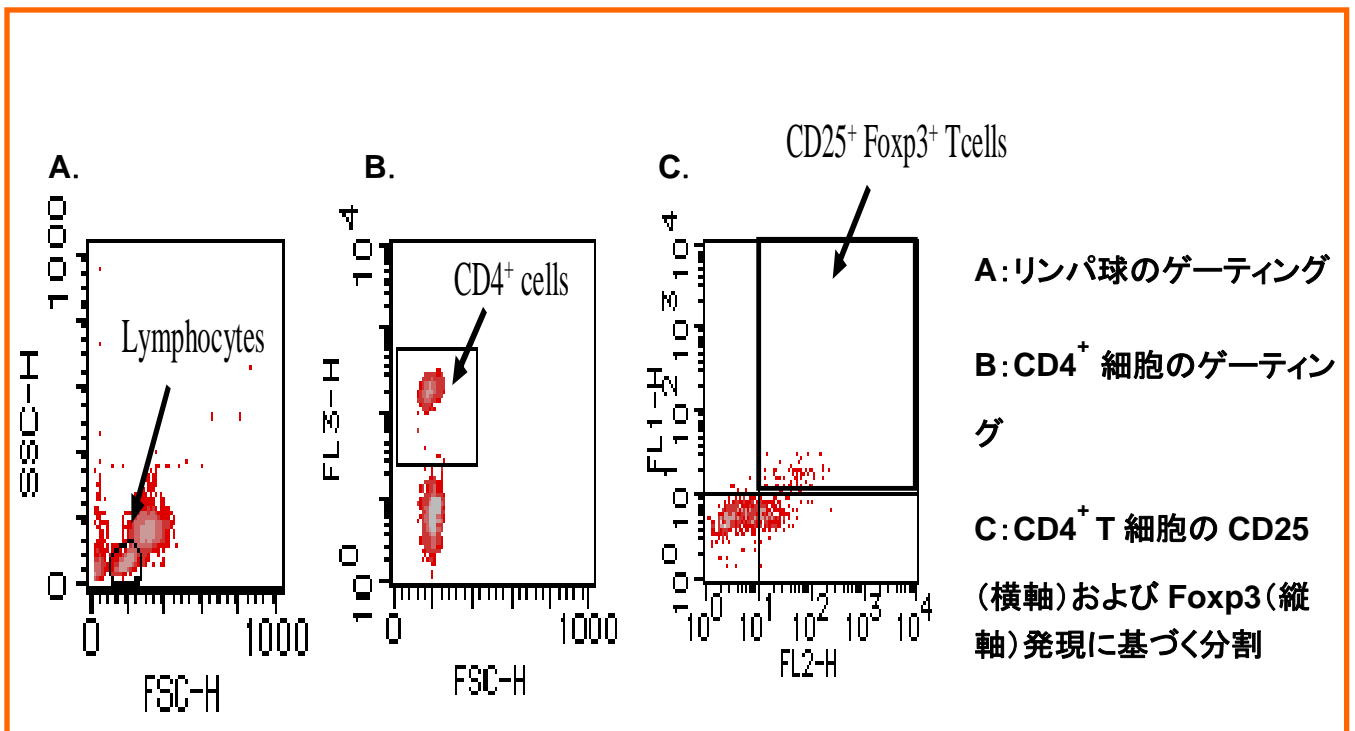 CD25+ Foxp3+ Tcells
A.
B.
C.
1000
0
SSC-H
Lymphocytes
0
1000
FSC-H
10^4
10^0
FL3-H
CD4+ cells
0
1000
FSC-H
10^4
10^3
10^2
10^1
10^0
FL1-H
10^0
10^1
10^2
10^3
10^4
FL2-H
A:リンパ球のゲーティング
B:CD4+ 細胞のゲーティン
グ
C:CD4+ T 細胞の CD25
(横軸)および Foxp3(縦
軸)発現に基づく分割